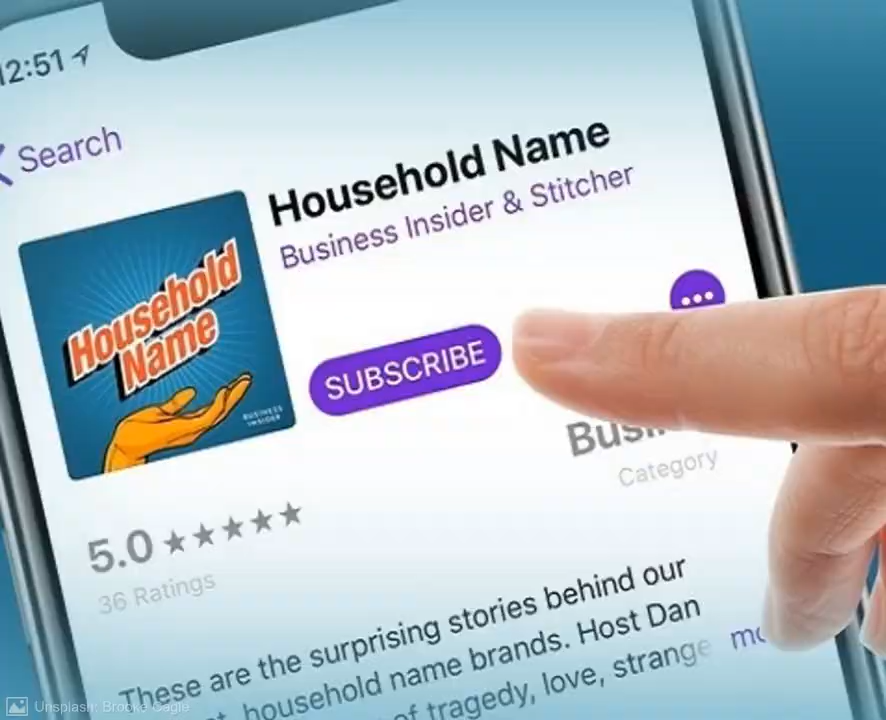 12:51
Search
Household Name
Business Insider & Stitcher
Household
Name
BUSINESS
INSIDER
SUBSCRIBE
Category
5.0
36 Ratings
These are the surprising stories behind our
household name brands. Host Dan
of tragedy, love, strange
Unsplash: Brooke Cagle